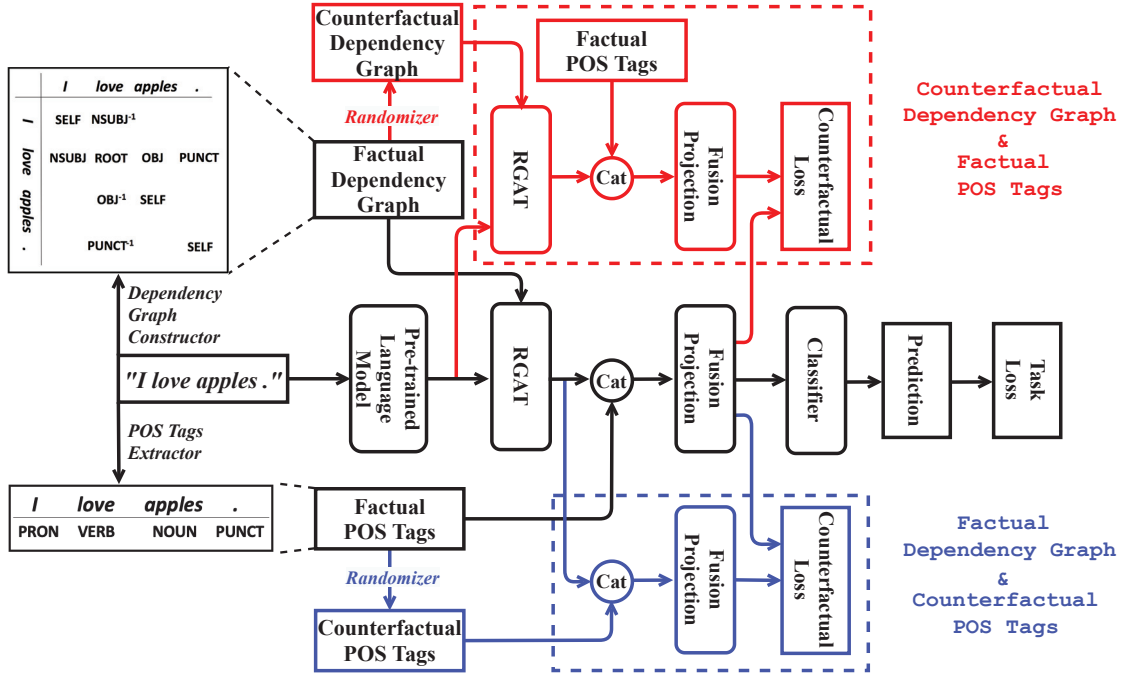 Counterfactual
Dependency
Graph
Factual
POS Tags
Randomizer
I love apples .
I love apples .
SELF NSUBJ-1
NSUBJ ROOT OBJ PUNCT
OBJ-1 SELF
PUNCT-1 SELF
Factual
Dependency
Graph
RGAT
Cat
Fusion
Projection
Counterfactual
Loss
Counterfactual
Dependency Graph
&
Factual
POS Tags
Dependency
Graph
Constructor
"I love apples ."
POS Tags
Extractor
Pre-trained
Language
Model
RGAT
Cat
Fusion
Projection
Classifier
Prediction
Task
Loss
I love apples .
PRON VERB NOUN PUNCT
Factual
POS Tags
Randomizer
Counterfactual
POS Tags
Cat
Fusion
Projection
Counterfactual
Loss
Factual
Dependency Graph
&
Counterfactual
POS Tags